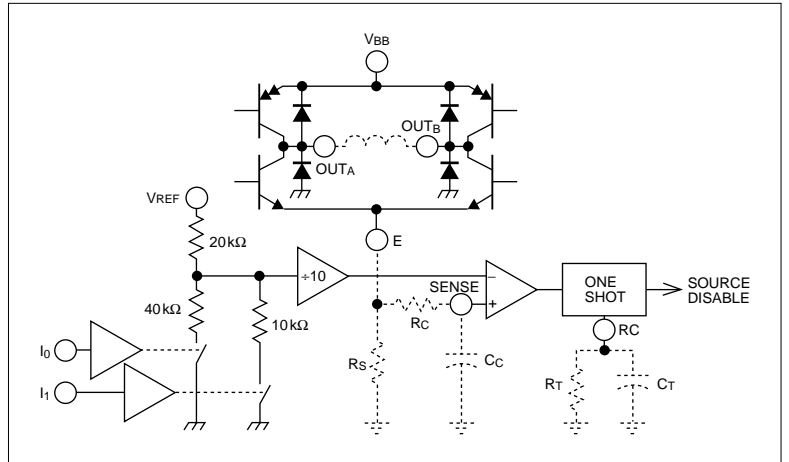 VBB
OUTB
OUTA
VREF
E
20kΩ
÷10
SENSE
ONE
SHOT
SOURCE
DISABLE
40kΩ
10kΩ
−
+
RC
RC
I0
RS
CC
RT
CT
I1